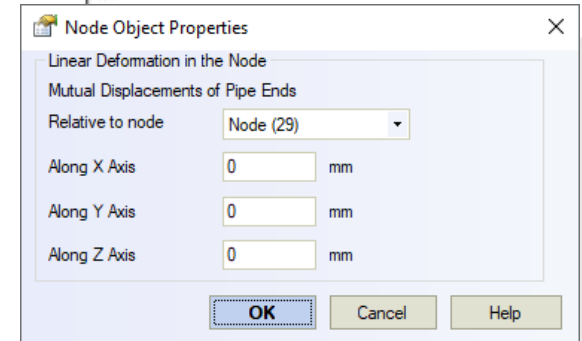 Node Object Properties
Linear Deformation in the Node
Mutual Displacements of Pipe Ends
Relative to node Node (29)
Along X Axis 0 mm
Along Y Axis 0 mm
Along Z Axis 0 mm
OK Cancel Help